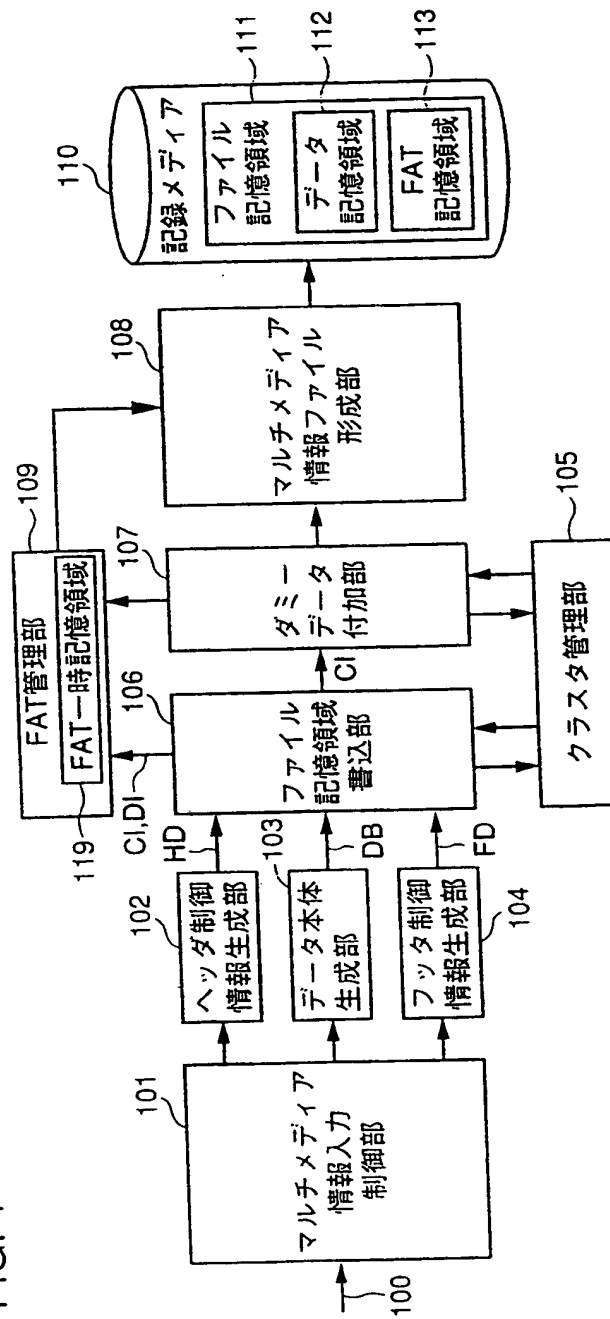 100
101
マルチメディア
情報入力
制御部
102
ヘッダ制御
情報生成部
HD
103
データ本体
生成部
DB
フッタ制御
情報生成部
104
FD
106
ファイル
記憶領域
書込部
CI,DI
CI
107
ダミー
データ
付加部
105
クラスタ管理部
109
FAT管理部
FAT一時記憶領域
119
108
マルチメディア
情報ファイル
形成部
110
記録メディア
ファイル
記憶領域
111
データ
記憶領域
112
FAT
記憶領域
113